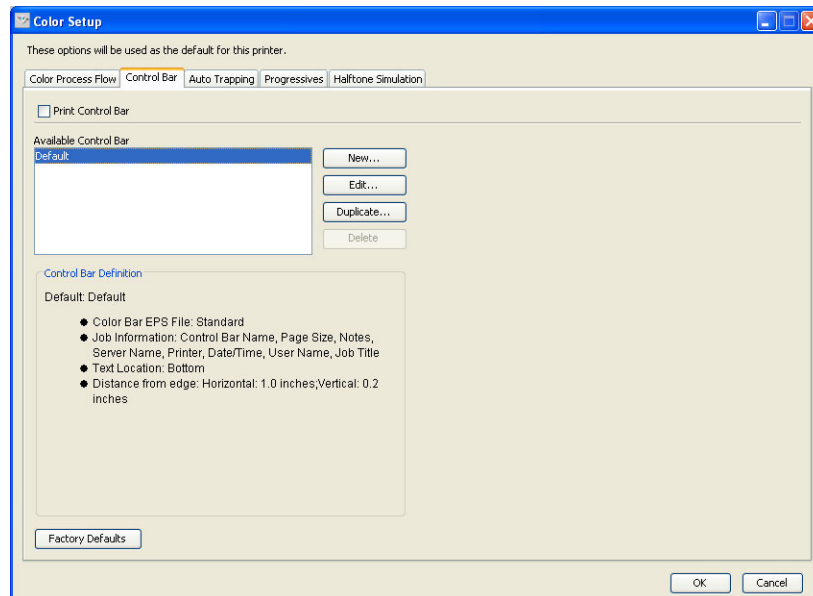 Color Setup
These options will be used as the default for this printer.
Color Process Flow Control Bar Auto Trapping Progressives Halftone Simulation
Print Control Bar
Available Control Bar
Default
New...
Edit...
Duplicate...
Delete
Control Bar Definition
Default: Default
Color Bar EPS File: Standard
Job Information: Control Bar Name, Page Size, Notes,
Server Name, Printer, Date/Time, User Name, Job Title
Text Location: Bottom
Distance from edge: Horizontal: 1.0 inches;Vertical: 0.2
inches
Factory Defaults
OK Cancel